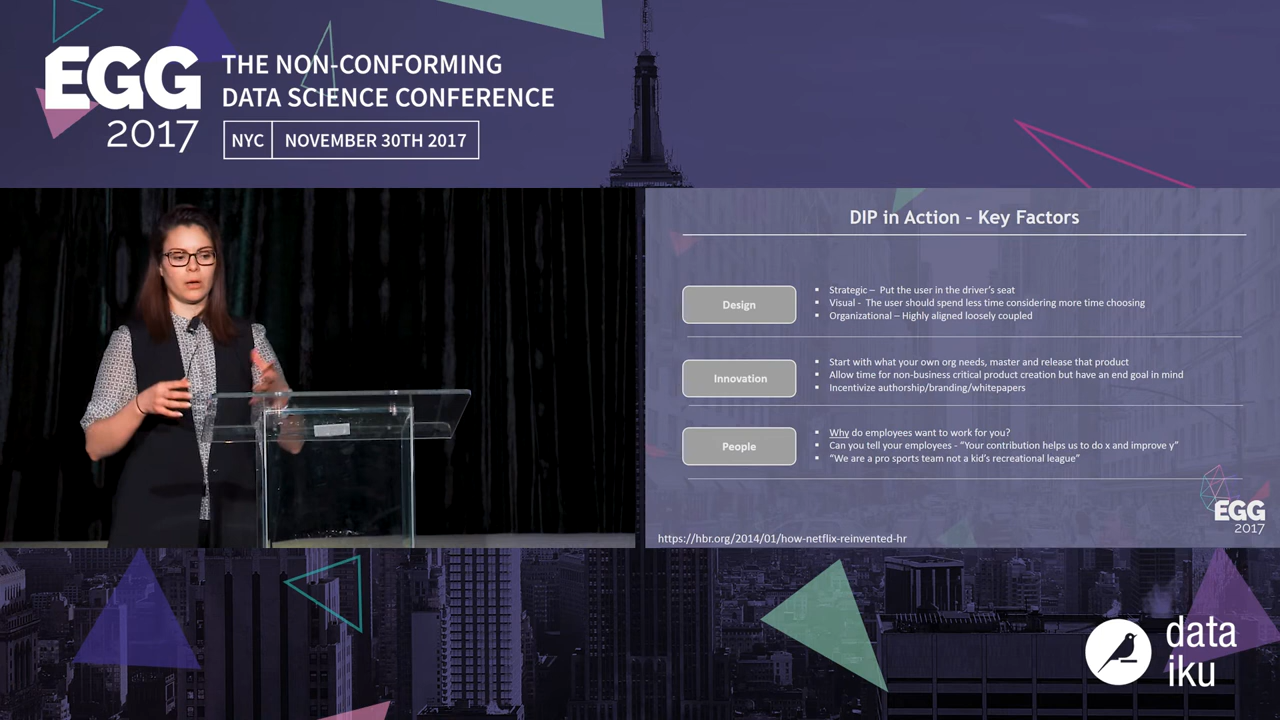 EGG
2017
THE NON-CONFORMING
DATA SCIENCE CONFERENCE
NYC
NOVEMBER 30TH 2017
DIP in Action - Key Factors
Design
Strategic – Put the user in the driver's seat
Visual - The user should spend less time considering more time choosing
Organizational – Highly aligned loosely coupled
Innovation
Start with what your own org needs, master and release that product
Allow time for non-business critical product creation but have an end goal in mind
Incentivize authorship/branding/whitepapers
People
Why do employees want to work for you?
Can you tell your employees - "Your contribution helps us to do x and improve y"
"We are a pro sports team not a kid's recreational league"
EGG
2017
https://hbr.org/2014/01/how-netflix-reinvented-hr
data
iku